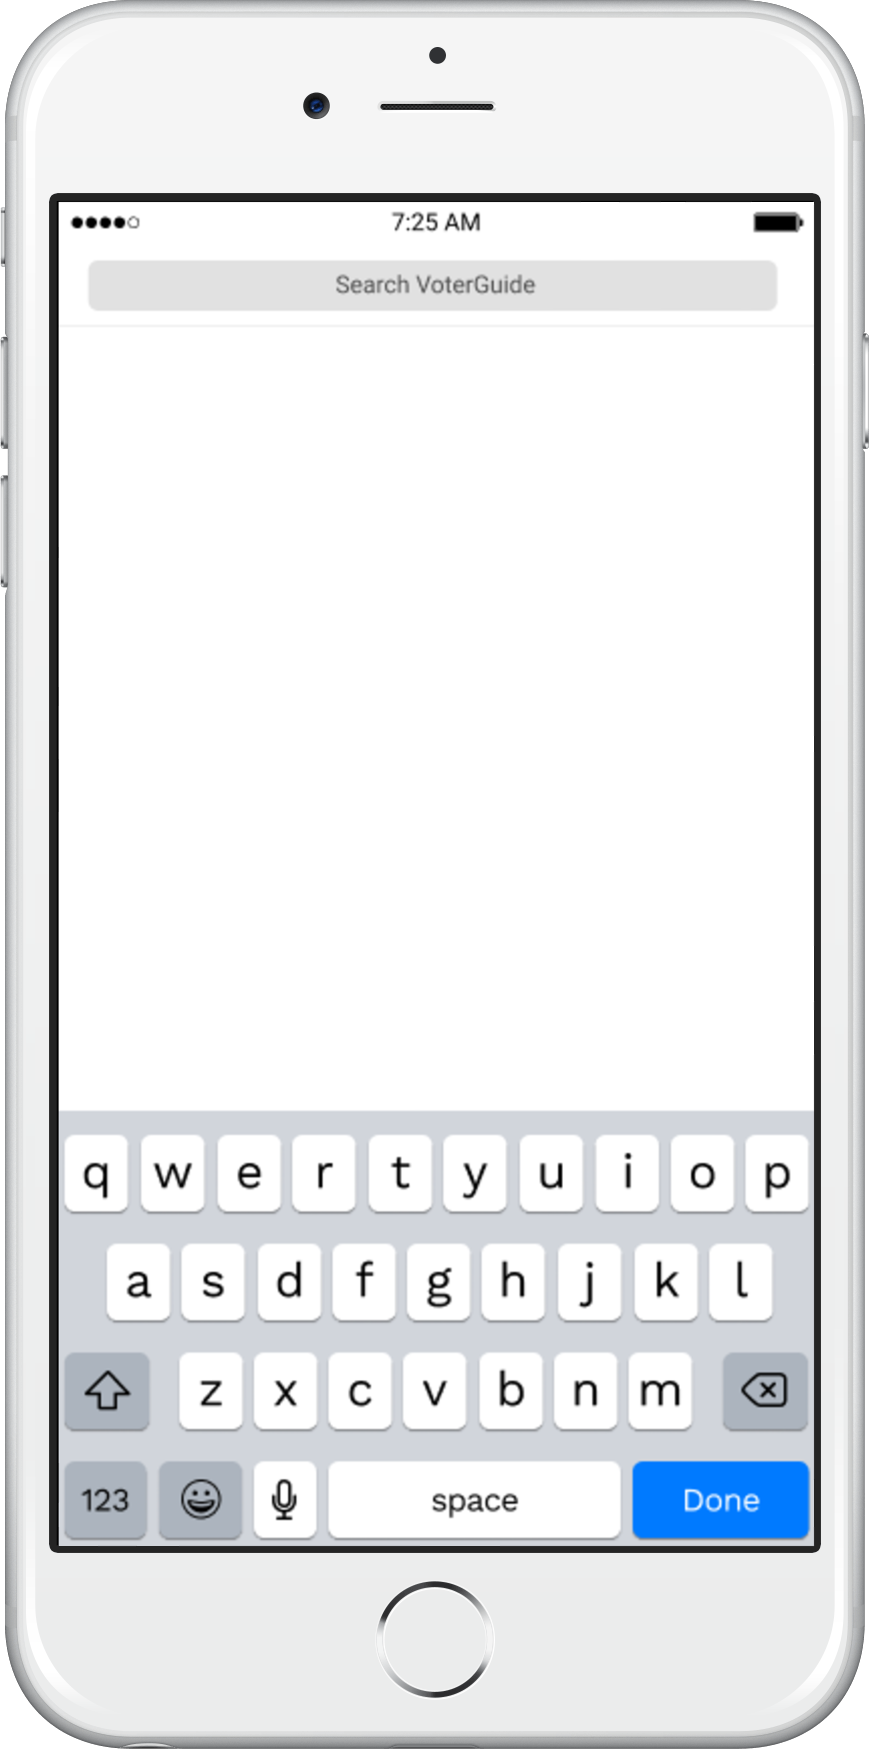 7:25 AM
Search VoterGuide
q w e r t y u i o p
a s d f g h j k l
z x c v b n m
123 space Done